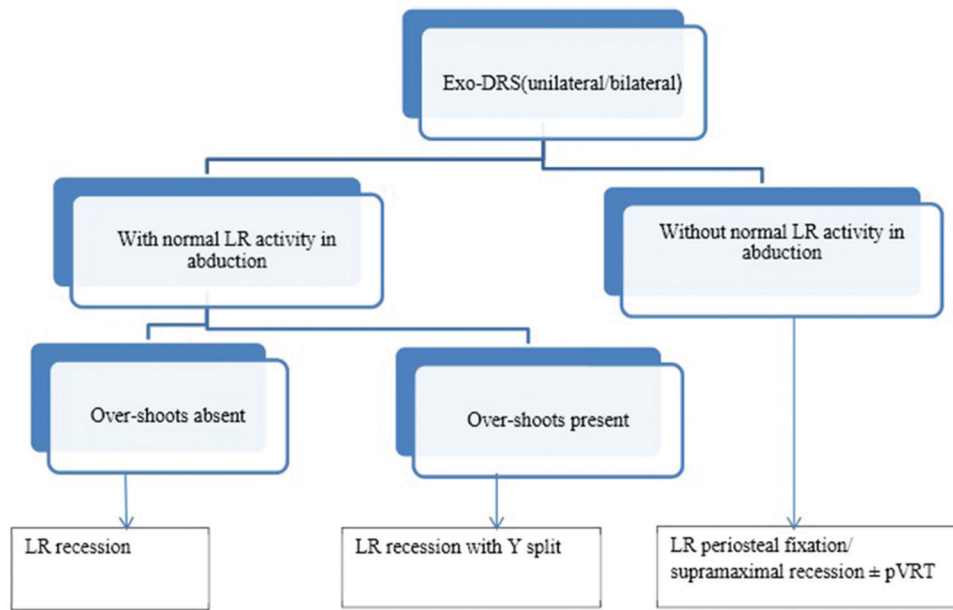 Exo-DRS(unilateral/bilateral)
With normal LR activity in
abduction
Without normal LR activity in
abduction
Over-shoots absent
Over-shoots present
LR recession
LR recession with Y split
LR periosteal fixation/
supramaximal recession ± pVRT